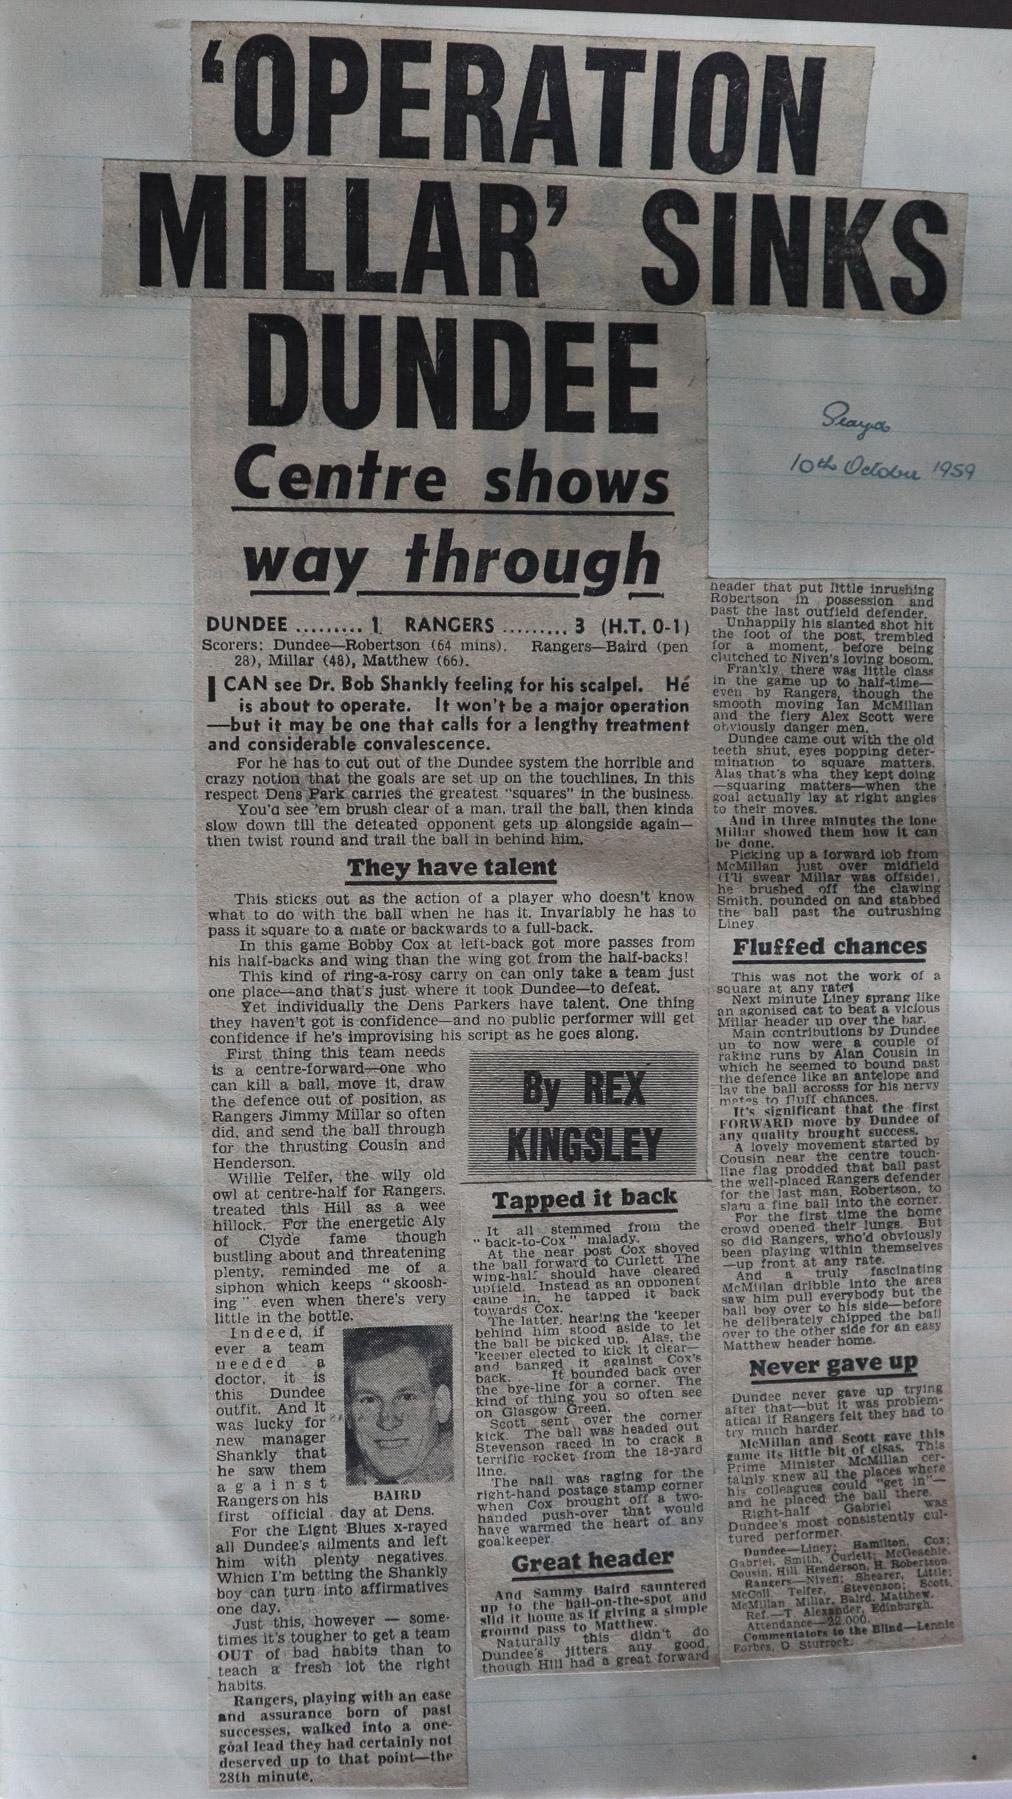 ‘OPERATION
MILLAR’ SINKS
DUNDEE
Centre shows
way through
10th October 1959
DUNDEE ......... 1 RANGERS ......... 3 (H.T. 0-1)
Scorers: Dundee—Robertson (64 mins). Rangers—Baird (pen
28), Millar (48), Matthew (66).
I CAN see Dr. Bob Shankly feeling for his scalpel. He
is about to operate. It won't be a major operation
—but it may be one that calls for a lengthy treatment
and considerable convalescence.
For he has to cut out of the Dundee system the horrible and
crazy notion that the goals are set up on the touchlines. In this
respect Dens Park carries the greatest "squares" in the business.
You'd see 'em brush clear of a man, trail the ball, then kinda
slow down till the defeated opponent gets up alongside again—
then twist round and trail the ball in behind him.
They have talent
This sticks out as the action of a player who doesn't know
what to do with the ball when he has it. Invariably he has to
pass it square to a mate or backwards to a full-back.
In this game Bobby Cox at left-back got more passes from
his half-backs and wing than the wing got from the half-backs!
This kind of ring-a-rosy carry on can only take a team just
one place—and that's just where it took Dundee—to defeat.
Yet individually the Dens Parkers have talent. One thing
they haven't got is confidence—and no public performer will get
confidence if he's improvising his script as he goes along.
First thing this team needs
is a centre-forward—one who
can kill a ball, move it, draw
the defence out of position, as
Rangers Jimmy Millar so often
did, and send the ball through
for the thrusting Cousin and
Henderson.
Willie Telfer, the wily old
owl at centre-half for Rangers,
treated this Hill as a wee
hillock. For the energetic Aly
of Clyde fame though
bustling about and threatening
plenty, reminded me of a
siphon which keeps "skoosh-
ing" even when there's very
little in the bottle.
Indeed, if
ever a team
needed a
doctor, it is
this Dundee
outfit. And it
was lucky for
new manager
Shankly that
he saw them
against
Rangers on his
first official day at Dens.
BAIRD
For the Light Blues x-rayed
all Dundee's ailments and left
him with plenty negatives.
Which I'm betting the Shankly
boy can turn into affirmatives
one day.
Just this, however — some-
times it's tougher to get a team
OUT of bad habits than to
teach a fresh lot the right
habits.
Rangers, playing with an ease
and assurance born of past
successes, walked into a one-
goal lead they had certainly not
deserved up to that point—the
28th minute.
By REX
KINGSLEY
Tapped it back
It all stemmed from the
"back-to-Cox" malady.
At the near post Cox shoved
the ball forward to Curlett The
wing-half should have cleared
upfield. Instead as an opponent
came in, he tapped it back
towards Cox.
The latter, hearing the 'keeper
behind him stood aside to let
the ball be picked up. Alas, the
'keeper elected to kick it clear—
and banged it against Cox's
back. It bounded back over
the bye-line for a corner. The
kind of thing you so often see
on Glasgow Green.
Scott sent over the corner
kick. The ball was headed out
Stevenson raced in to crack a
terrific rocket from the 18-yard
line.
The ball was raging for the
right-hand postage stamp corner
when Cox brought off a two-
handed push-over that would
have warmed the heart of any
goalkeeper.
Great header
And Sammy Baird sauntered
up to the ball-on-the-spot and
slid it home as if giving a simple
ground pass to Matthew.
Naturally this didn't do
Dundee's jitters any good,
though Hill had a great forward
header that put little inrushing
Robertson in possession and
past the last outfield defender.
Unhappily his slanted shot hit
the foot of the post, trembled
for a moment, before being
clutched to Niven's loving bosom.
Frankly, there was little class
in the game up to half-time—
even by Rangers, though the
smooth moving Ian McMillan
and the fiery Alex Scott were
obviously danger men.
Dundee came out with the old
teeth shut, eyes popping deter-
mination to square matters.
Alas that's wha they kept doing
—squaring matters—when the
goal actually lay at right angles
to their moves.
And in three minutes the lone
Millar showed them how it can
be done.
Picking up a forward lob from
McMillan just over midfield
(I'll swear Millar was offside),
he brushed off the clawing
Smith, pounded on and stabbed
the ball past the outrushing
Liney.
Fluffed chances
This was not the work of a
square at any rate!
Next minute Liney sprang like
an agonised cat to beat a vicious
Millar header up over the bar.
Main contributions by Dundee
up to now were a couple of
raking runs by Alan Cousin in
which he seemed to bound past
the defence like an antelope and
lay the ball across for his nervy
mates to fluff chances.
It's significant that the first
FORWARD move by Dundee of
any quality brought success.
A lovely movement started by
Cousin near the centre touch-
line flag prodded that ball past
the well-placed Rangers defender
for the last man, Robertson, to
slam a fine ball into the corner.
For the first time the home
crowd opened their lungs. But
so did Rangers, who'd obviously
been playing within themselves
—up front at any rate.
And a truly fascinating
McMillan dribble into the area
saw him pull everybody but the
ball boy over to his side—before
he deliberately chipped the ball
over to the other side for an easy
Matthew header home.
Never gave up
Dundee never gave up trying
after that—but it was problem-
atical if Rangers felt they had to
try much harder.
McMillan and Scott gave this
game its little bit of clsas. This
Prime Minister McMillan cer-
tainly knew all the places where
his colleagues could "get in"—
and he placed the ball there.
Right-half Gabriel was
Dundee's most consistently cul-
tured performer.
Dundee—Liney; Hamilton, Cox;
Gabriel, Smith, Curlett; McGeachie,
Cousin, Hill Henderson, H. Robertson.
Rangers—Niven; Shearer, Little;
McColl, Telfer, Stevenson; Scott,
McMillan Millar, Baird, Matthew.
Ref.—T. Alexander, Edinburgh.
Attendance—22,000.
Commentators to the Blind—Lennie
Forbes, O Sturrock.